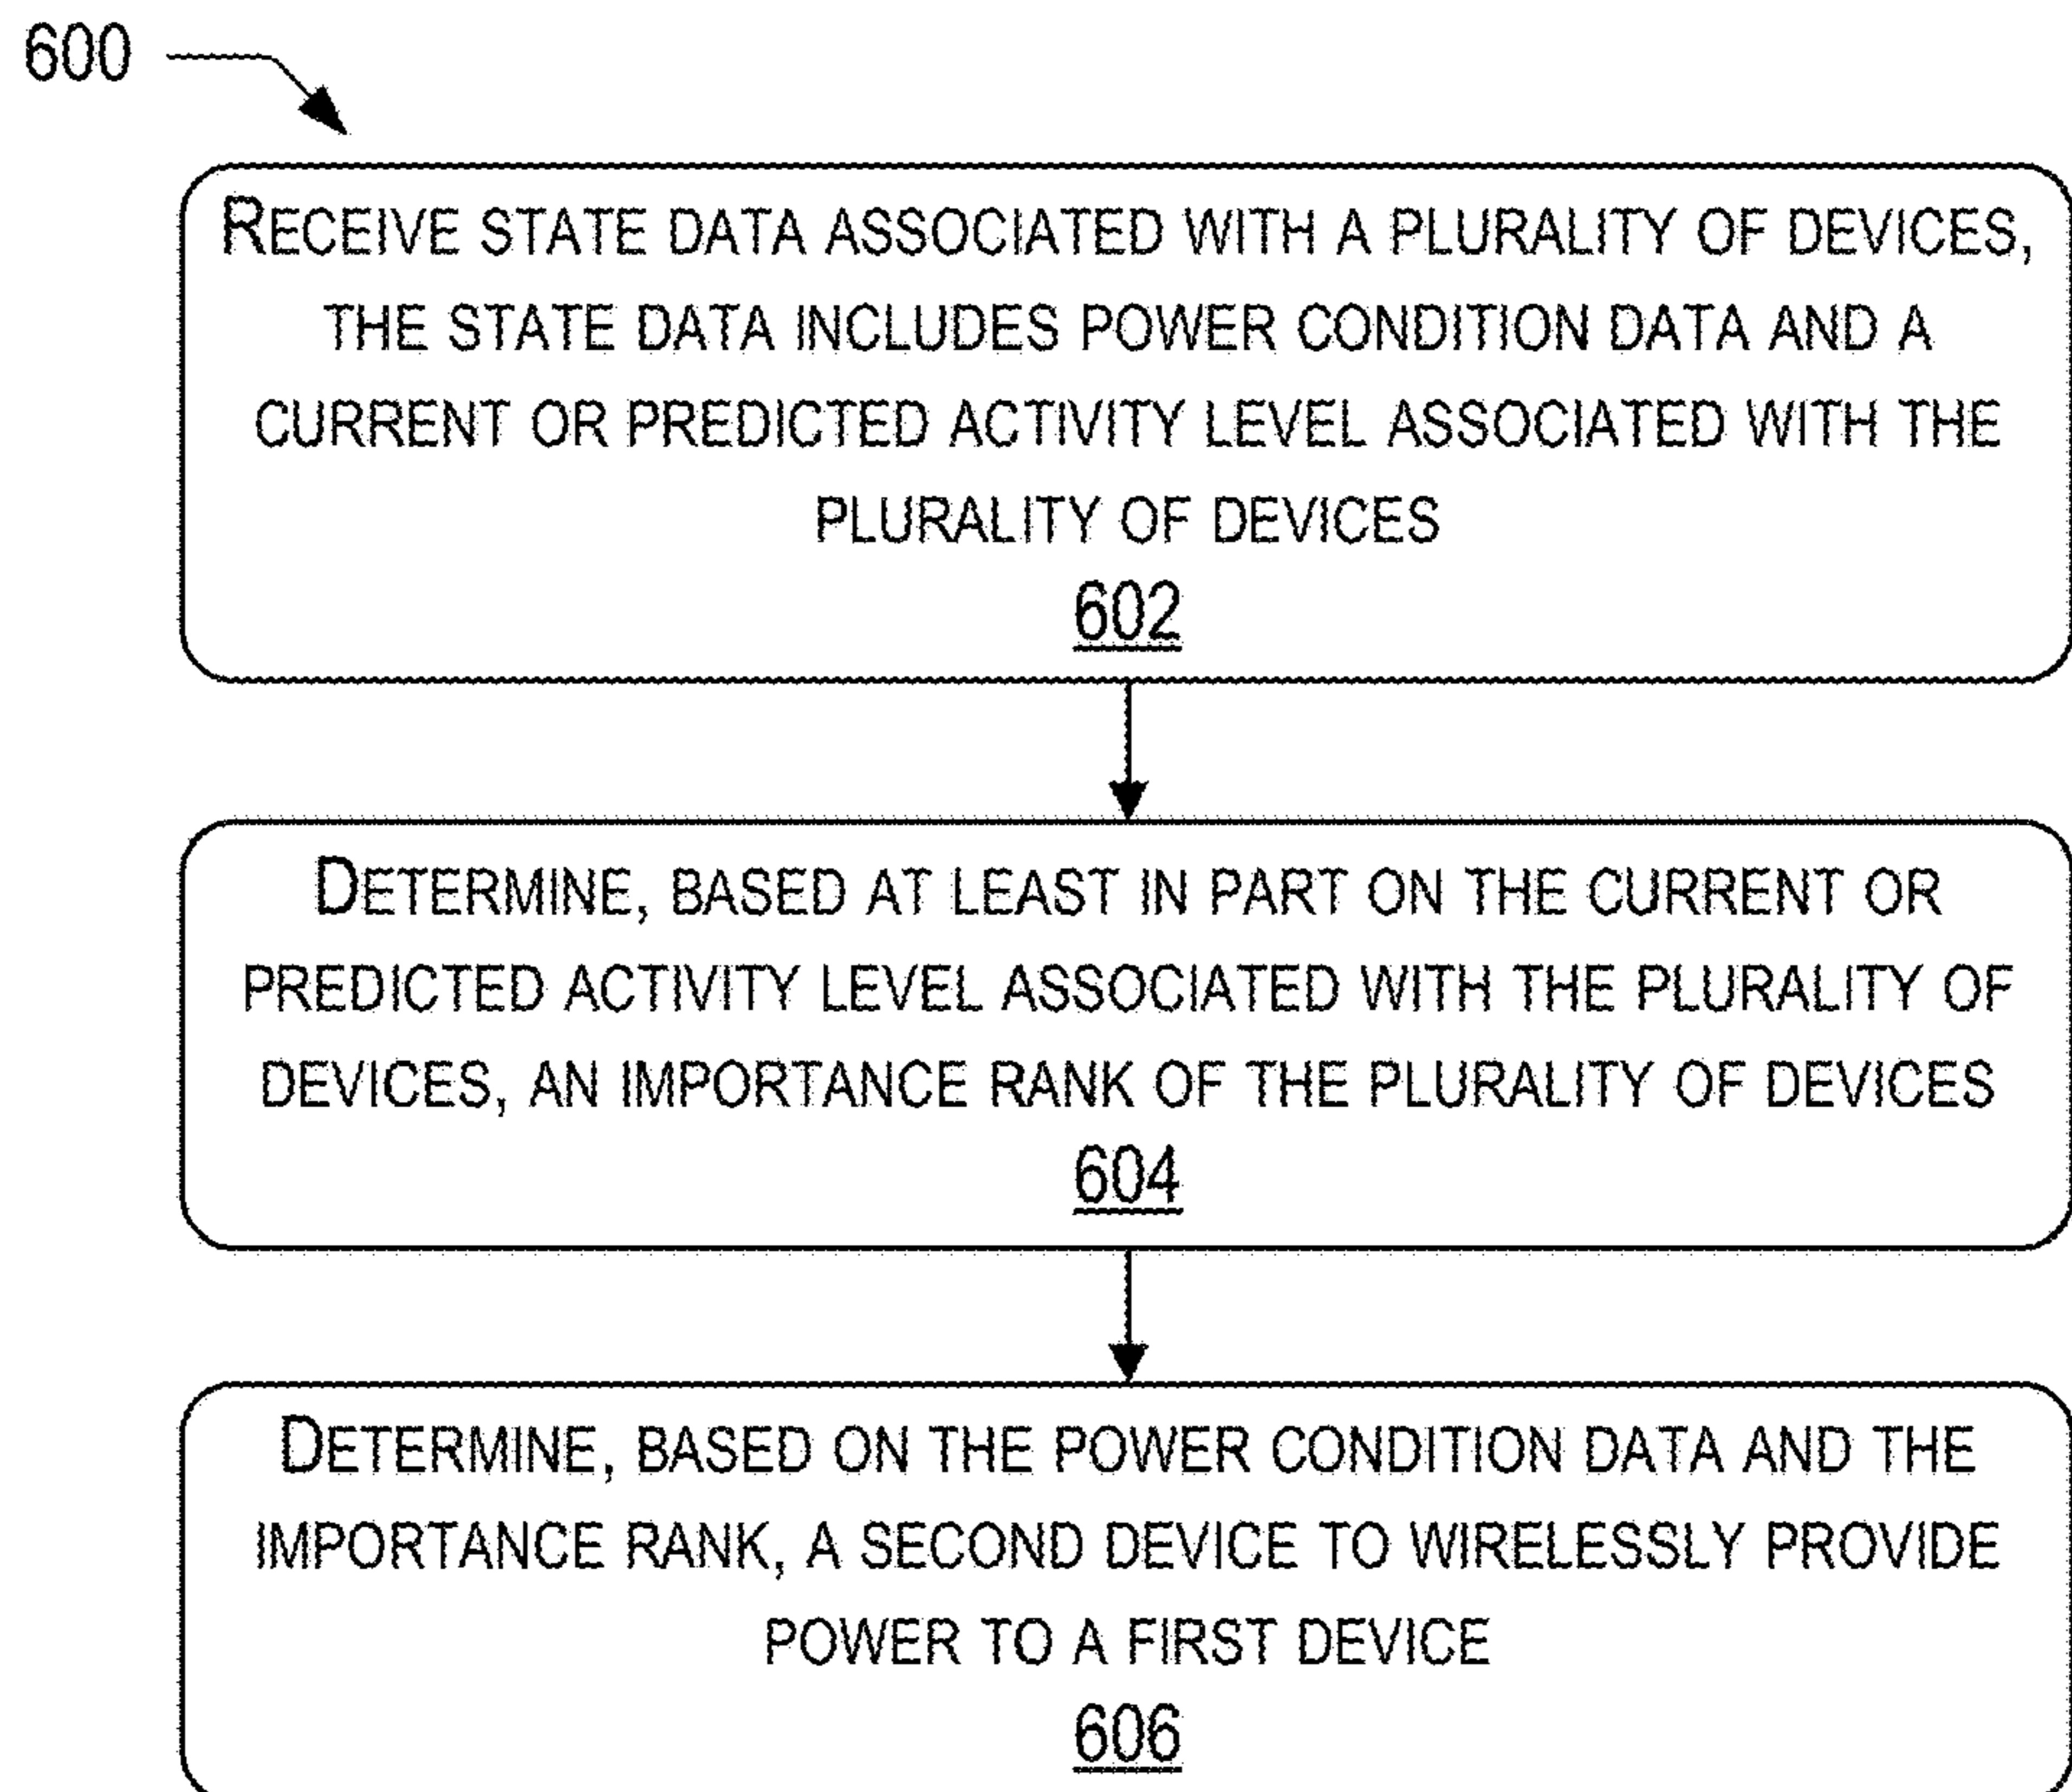 600
RECEIVE STATE DATA ASSOCIATED WITH A PLURALITY OF DEVICES,
THE STATE DATA INCLUDES POWER CONDITION DATA AND A
CURRENT OR PREDICTED ACTIVITY LEVEL ASSOCIATED WITH THE
PLURALITY OF DEVICES
602
DETERMINE, BASED AT LEAST IN PART ON THE CURRENT OR
PREDICTED ACTIVITY LEVEL ASSOCIATED WITH THE PLURALITY OF
DEVICES, AN IMPORTANCE RANK OF THE PLURALITY OF DEVICES
604
DETERMINE, BASED ON THE POWER CONDITION DATA AND THE
IMPORTANCE RANK, A SECOND DEVICE TO WIRELESSLY PROVIDE
POWER TO A FIRST DEVICE
606